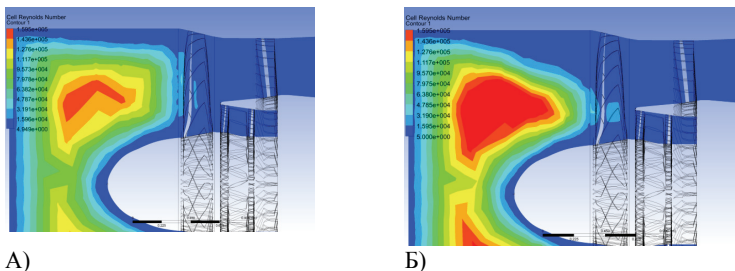 Cell Reynolds Number
Contour 1
1.595e+005
1.436e+005
1.276e+005
1.117e+005
9.573e+004
7.978e+004
6.382e+004
4.787e+004
3.191e+004
1.596e+004
4.949e+000
А)
Cell Reynolds Number
Contour 1
1.595e+005
1.436e+005
1.276e+005
1.117e+005
9.570e+004
7.975e+004
6.380e+004
4.785e+004
3.190e+004
1.595e+004
5.000e+000
Б)